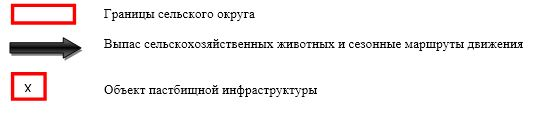 Границы сельского округа
Выпас сельскохозяйственных животных и сезонные маршруты движения
х Объект пастбищной инфраструктуры